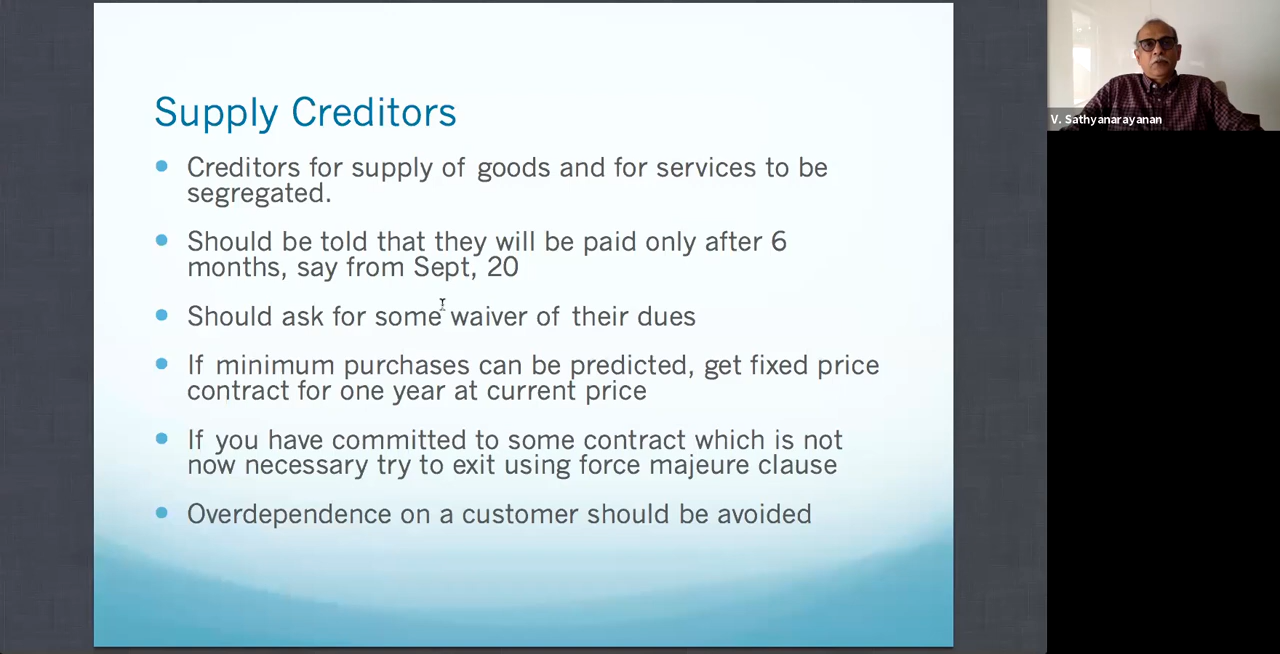 Supply Creditors
Creditors for supply of goods and for services to be
segregated.
Should be told that they will be paid only after 6
months, say from Sept, 20
Should ask for some waiver of their dues
If minimum purchases can be predicted, get fixed price
contract for one year at current price
If you have committed to some contract which is not
now necessary try to exit using force majeure clause
Overdependence on a customer should be avoided
V. Sathyanarayanan